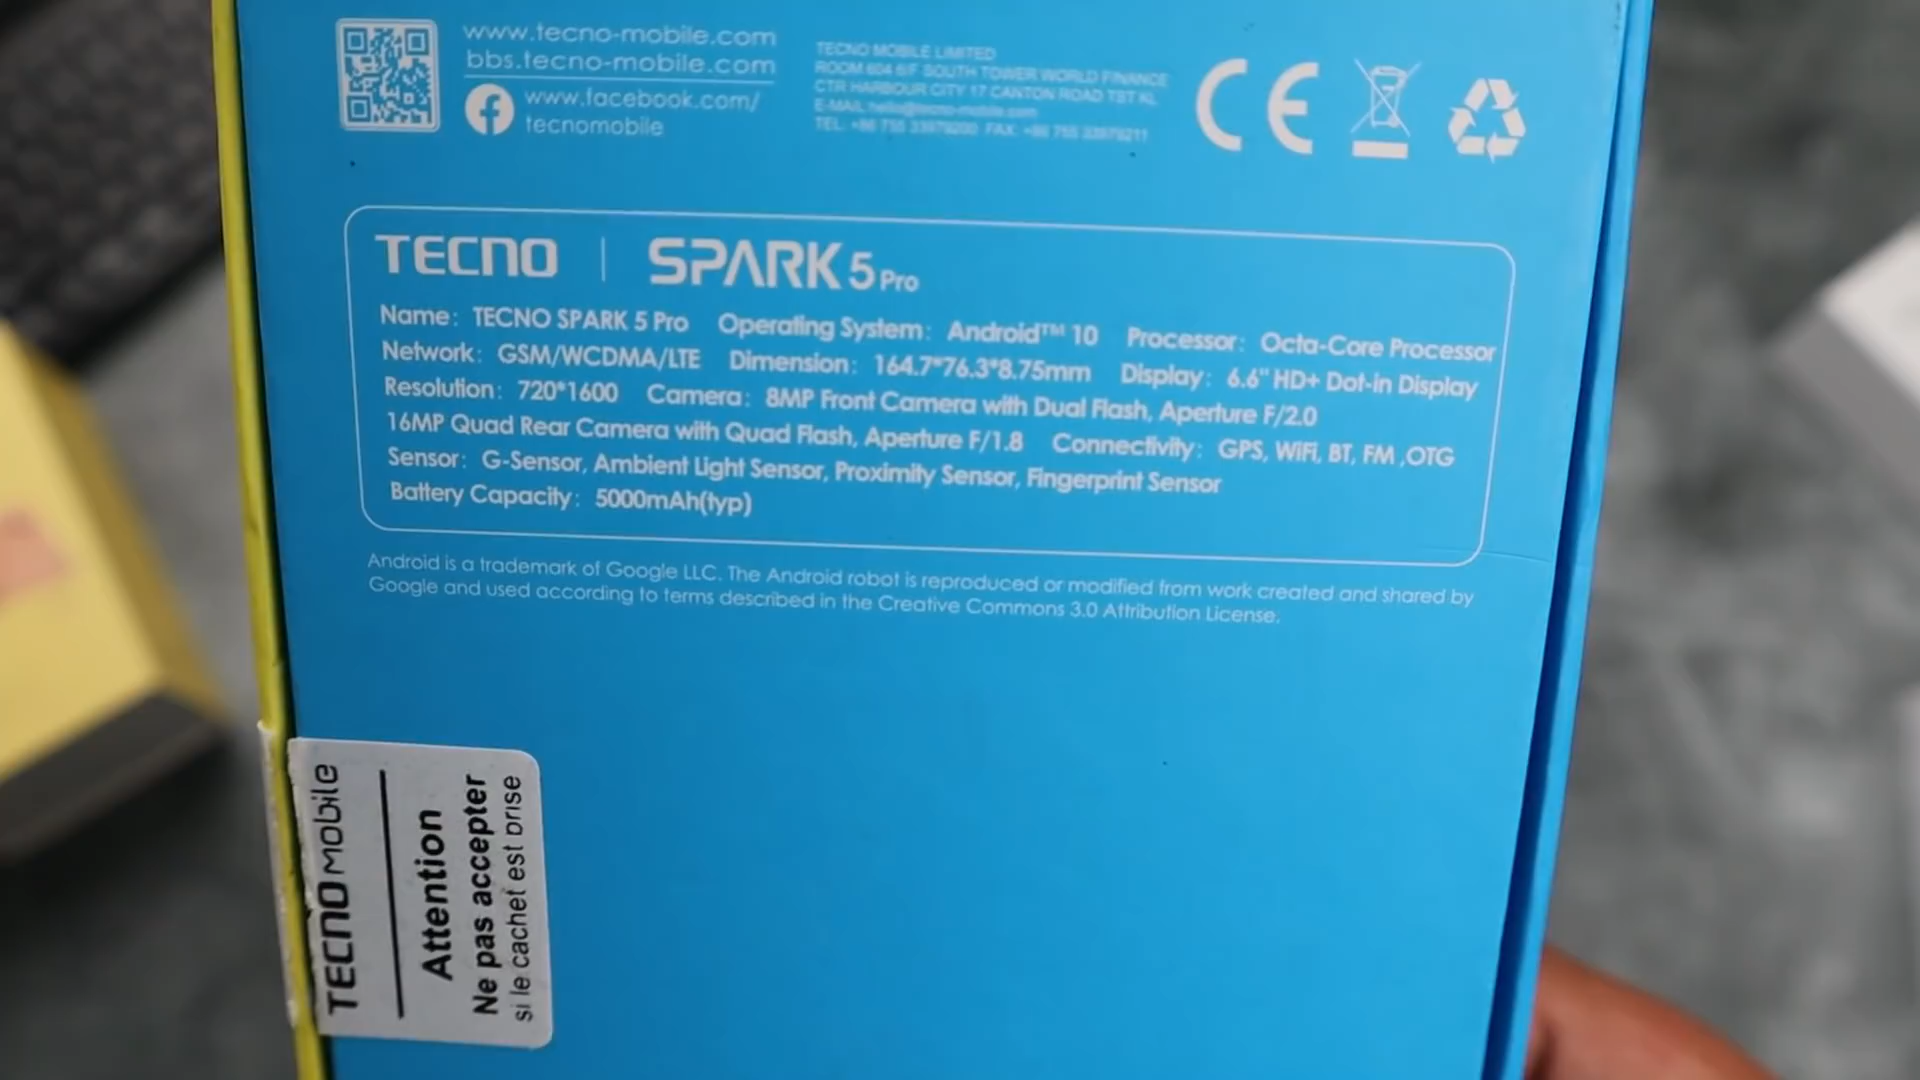 www.tecno-mobile.com
bbs.tecno-mobile.com
www.facebook.com/
tecnomobile
TECNO MOBILE LIMITED
ROOM 604 6/F SOUTH TOWER WORLD FINANCE
CTR HARBOUR CITY 17 CANTON ROAD TST KL
E-MAIL: hello@tecno-mobile.com
TEL: +86 755 33979200 FAX: +86 755 33979211
CE
TECNO | SPARK 5 Pro
Name: TECNO SPARK 5 Pro Operating System: Android™ 10 Processor: Octa-Core Processor
Network: GSM/WCDMA/LTE Dimension: 164.7*76.3*8.75mm Display: 6.6" HD+ Dot-in Display
Resolution: 720*1600 Camera: 8MP Front Camera with Dual Flash, Aperture F/2.0
16MP Quad Rear Camera with Quad Flash, Aperture F/1.8 Connectivity: GPS, WiFi, BT, FM ,OTG
Sensor: G-Sensor, Ambient Light Sensor, Proximity Sensor, Fingerprint Sensor
Battery Capacity: 5000mAh(typ)
Android is a trademark of Google LLC. The Android robot is reproduced or modified from work created and shared by
Google and used according to terms described in the Creative Commons 3.0 Attribution License.
TECNO mobile
Attention
Ne pas accepter
si le cachet est brise